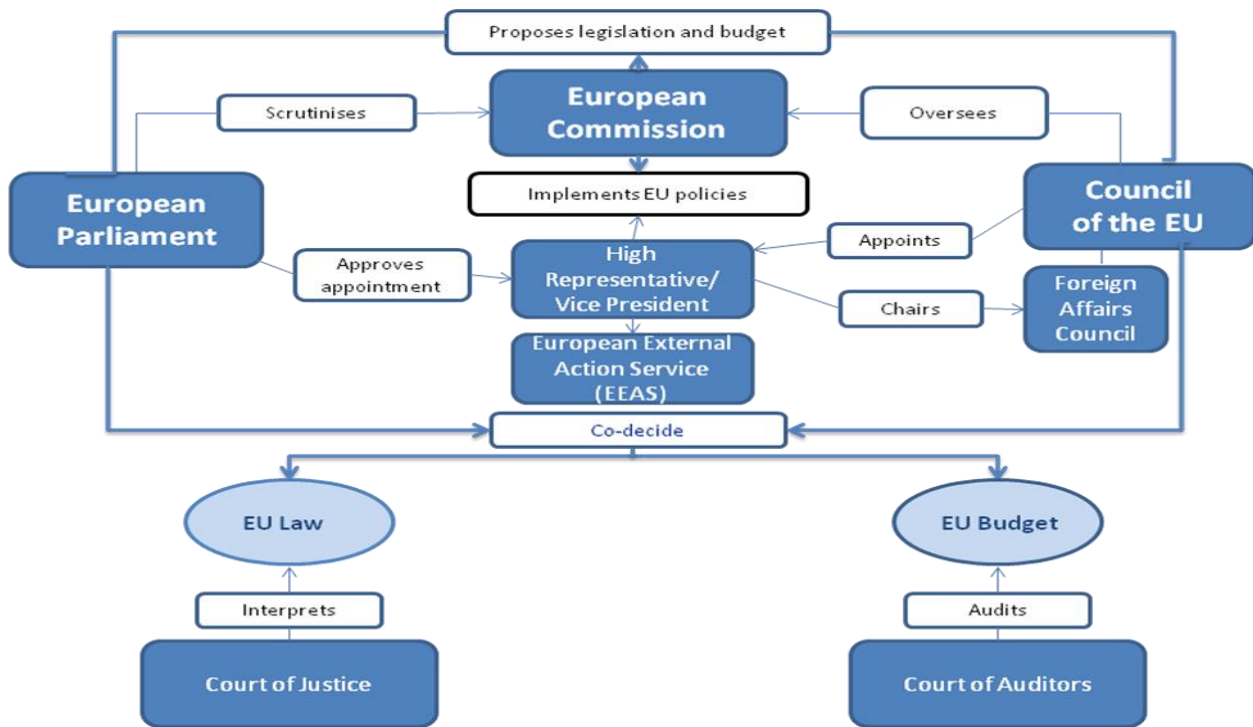 Proposes legislation and budget
European
Commission
Scrutinises
Oversees
European
Parliament
Implements EU policies
Council
of the EU
Approves
appointment
High
Representative/
Vice President
Appoints
Chairs
Foreign
Affairs
Council
European External
Action Service
(EEAS)
Co-decide
EU Law
EU Budget
Interprets
Audits
Court of Justice
Court of Auditors